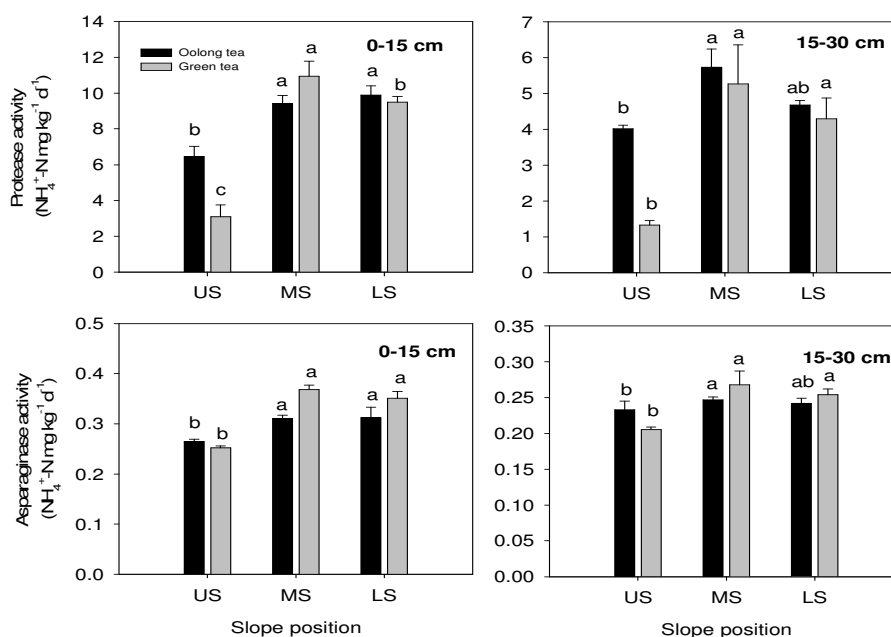 14
12
10
8
6
4
2
0
Protease activity
(NH₄⁺-N mg kg⁻¹ d⁻¹)
Oolong tea
Green tea
0-15 cm
b
c
a
a
a
b
US
MS
LS
7
6
5
4
3
2
1
0
15-30 cm
b
b
a
a
ab
a
US
MS
LS
0.5
0.4
0.3
0.2
0.1
0.0
Asparaginase activity
(NH₄⁺-N mg kg⁻¹ d⁻¹)
0-15 cm
b
b
a
a
a
a
US
MS
LS
Slope position
0.35
0.30
0.25
0.20
0.15
0.10
0.05
0.00
15-30 cm
b
b
a
a
ab
a
US
MS
LS
Slope position